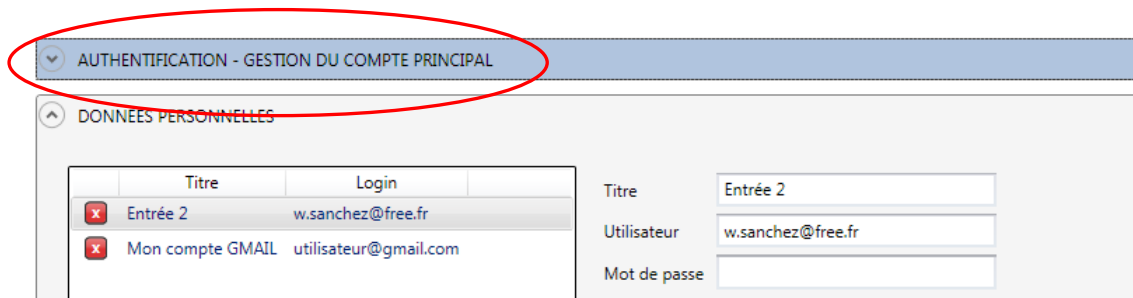 AUTHENTIFICATION - GESTION DU COMPTE PRINCIPAL
DONNEES PERSONNELLES
Titre Login
x Entrée 2 w.sanchez@free.fr
x Mon compte GMAIL utilisateur@gmail.com
Titre Entrée 2
Utilisateur w.sanchez@free.fr
Mot de passe